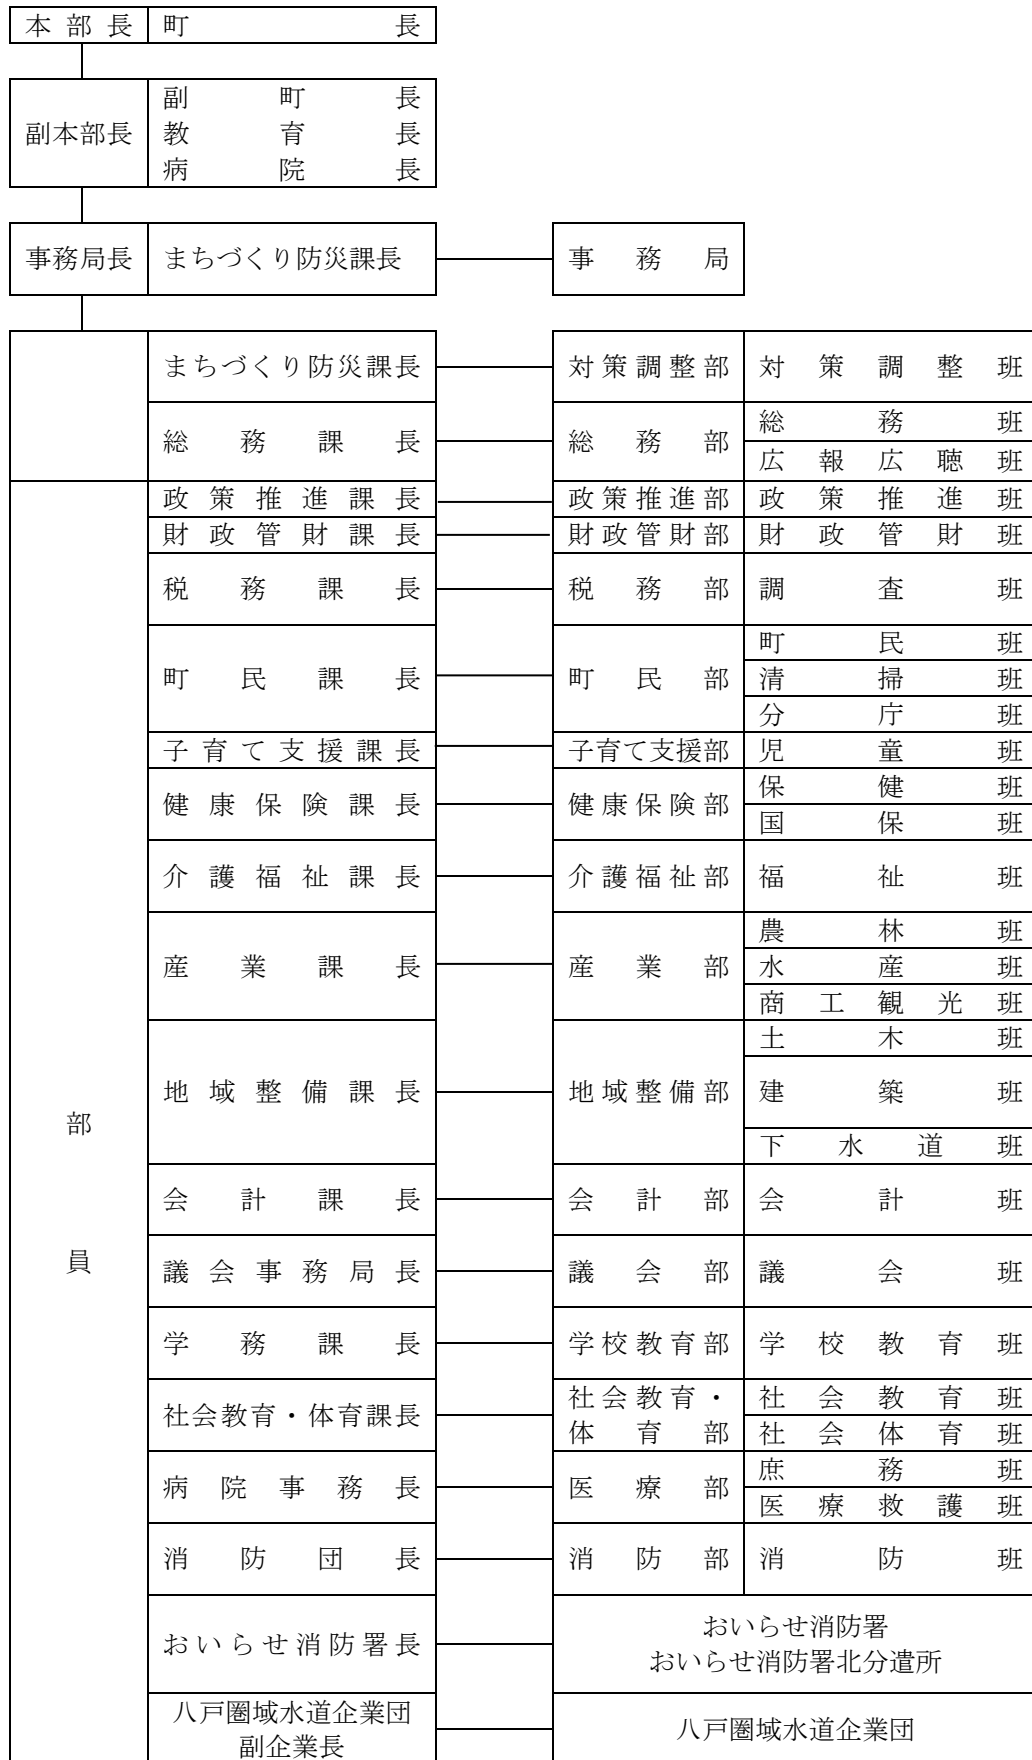 本部長 町長
副本部長 副町長
教育長
病院長
事務局長 まちづくり防災課長 事務局
まちづくり防災課長 対策調整部 対策調整班
総務課長 総務部 総務班
広報広聴班
政策推進課長 政策推進部 政策推進班
財政管財課長 財政管財部 財政管財班
税務課長 税務部 調査班
町民課長 町民部 町民班
清掃班
分庁班
子育て支援課長 子育て支援部 児童班
健康保険課長 健康保険部 保健班
国保班
介護福祉課長 介護福祉部 福祉班
産業課長 産業部 農林班
水産班
商工観光班
部員
地域整備課長 地域整備部 土木班
建築班
下水道班
会計課長 会計部 会計班
議会事務局長 議会部 議会班
学務課長 学校教育部 学校教育班
社会教育・体育課長 社会教育・ 社会教育班
体育部 社会体育班
病院事務長 医療部 庶務班
医療救護班
消防団長 消防部 消防班
おいらせ消防署長 おいらせ消防署
おいらせ消防署北分遣所
八戸圏域水道企業団
副企業長 八戸圏域水道企業団